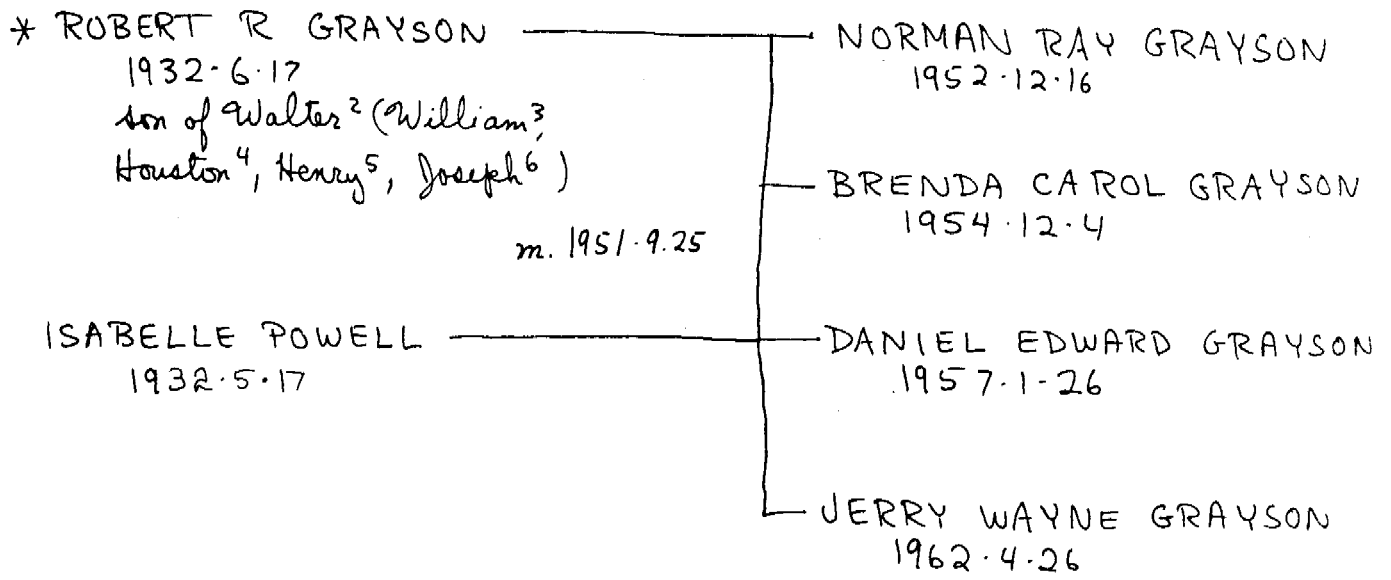 * ROBERT R GRAYSON
1932·6·17
son of Walter² (William³,
Houston⁴, Henry⁵, Joseph⁶)
m. 1951·9.25
ISABELLE POWELL
1932·5·17
NORMAN RAY GRAYSON
1952·12·16
BRENDA CAROL GRAYSON
1954·12·4
DANIEL EDWARD GRAYSON
1957·1-26
JERRY WAYNE GRAYSON
1962·4·26